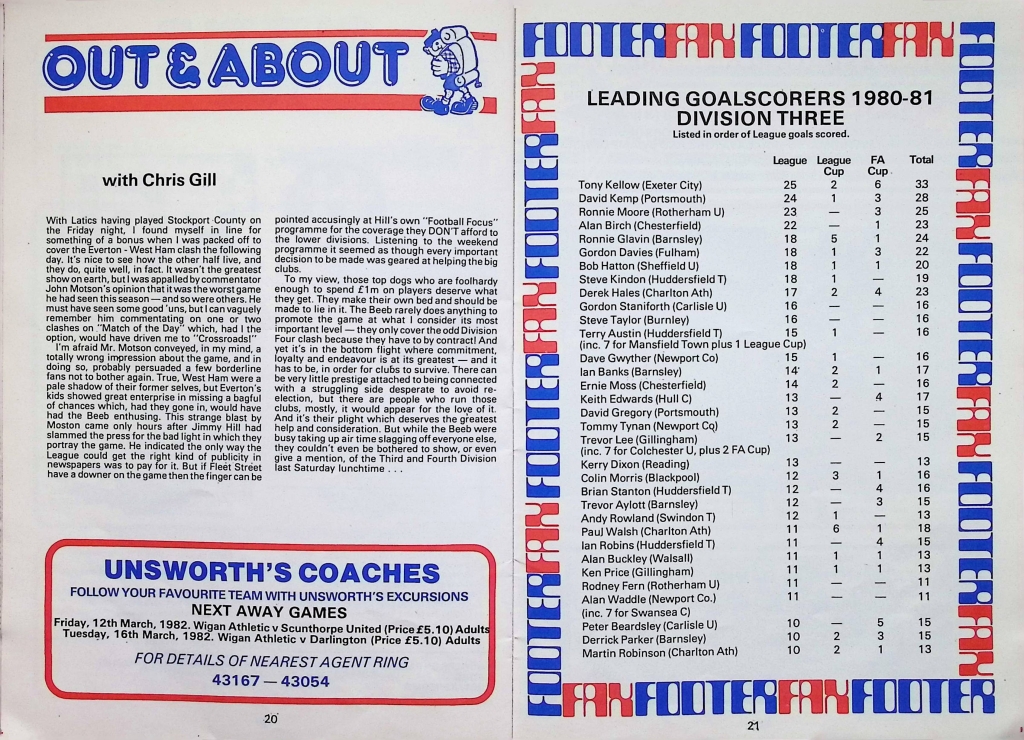 OUT & ABOUT
with Chris Gill
With Latics having played Stockport County on
the Friday night, I found myself in line for
something of a bonus when I was packed off to
cover the Everton - West Ham clash the following
day. It's nice to see how the other half live, and
they do, quite well, in fact. It wasn't the greatest
show on earth, but I was appalled by commentator
John Motson's opinion that it was the worst game
he had seen this season — and so were others. He
must have seen some good 'uns, but I can vaguely
remember him commentating on one or two
clashes on "Match of the Day" which, had I the
option, would have driven me to "Crossroads!"
I'm afraid Mr. Motson conveyed, in my mind, a
totally wrong impression about the game, and in
doing so, probably persuaded a few borderline
fans not to bother again. True, West Ham were a
pale shadow of their former selves, but Everton's
kids showed great enterprise in missing a bagful
of chances which, had they gone in, would have
had the Beeb enthusing. This strange blast by
Moston came only hours after Jimmy Hill had
slammed the press for the bad light in which they
portray the game. He indicated the only way the
League could get the right kind of publicity in
newspapers was to pay for it. But if Fleet Street
have a downer on the game then the finger can be
pointed accusingly at Hill's own "Football Focus"
programme for the coverage they DON'T afford to
the lower divisions. Listening to the weekend
programme it seemed as though every important
decision to be made was geared at helping the big
clubs.
To my view, those top dogs who are foolhardy
enough to spend £1m on players deserve what
they get. They make their own bed and should be
made to lie in it. The Beeb rarely does anything to
promote the game at what I consider its most
important level — they only cover the odd Division
Four clash because they have to by contract! And
yet it's in the bottom flight where commitment,
loyalty and endeavour is at its greatest — and it
has to be, in order for clubs to survive. There can
be very little prestige attached to being connected
with a struggling side desperate to avoid re-
election, but there are people who run those
clubs, mostly, it would appear for the love of it.
And it's their plight which deserves the greatest
help and consideration. But while the Beeb were
busy taking up air time slagging off everyone else,
they couldn't even be bothered to show, or even
give a mention, of the Third and Fourth Division
last Saturday lunchtime . . .
UNSWORTH'S COACHES
FOLLOW YOUR FAVOURITE TEAM WITH UNSWORTH'S EXCURSIONS
NEXT AWAY GAMES
Friday, 12th March, 1982. Wigan Athletic v Scunthorpe United (Price £5.10) Adults
Tuesday, 16th March, 1982. Wigan Athletic v Darlington (Price £5.10) Adults
FOR DETAILS OF NEAREST AGENT RING
43167 — 43054
20
FOOTER FAX FOOTER FAX
FOOTER FAX FOOTER FAX
FAX FOOTER FAX FOOTER FAX FOOTER
FAX FOOTER FAX FOOTER
LEADING GOALSCORERS 1980-81
DIVISION THREE
Listed in order of League goals scored.
League League Cup FA Cup Total
Tony Kellow (Exeter City) 25 2 6 33
David Kemp (Portsmouth) 24 1 3 28
Ronnie Moore (Rotherham U) 23 — 3 25
Alan Birch (Chesterfield) 22 — 1 23
Ronnie Glavin (Barnsley) 18 5 1 24
Gordon Davies (Fulham) 18 1 3 22
Bob Hatton (Sheffield U) 18 1 1 20
Steve Kindon (Huddersfield T) 18 1 — 19
Derek Hales (Charlton Ath) 17 2 4 23
Gordon Staniforth (Carlisle U) 16 — — 16
Steve Taylor (Burnley) 16 — — 16
Terry Austin (Huddersfield T) 15 1 — 16
(inc. 7 for Mansfield Town plus 1 League Cup)
Dave Gwyther (Newport Co) 15 1 — 16
Ian Banks (Barnsley) 14 2 1 17
Ernie Moss (Chesterfield) 14 2 — 16
Keith Edwards (Hull C) 13 — 4 17
David Gregory (Portsmouth) 13 2 — 15
Tommy Tynan (Newport Co) 13 2 — 15
Trevor Lee (Gillingham) 13 — 2 15
(inc. 7 for Colchester U, plus 2 FA Cup)
Kerry Dixon (Reading) 13 — — 13
Colin Morris (Blackpool) 12 3 1 16
Brian Stanton (Huddersfield T) 12 — 4 16
Trevor Aylott (Barnsley) 12 — 3 15
Andy Rowland (Swindon T) 12 1 — 13
Paul Walsh (Charlton Ath) 11 6 1 18
Ian Robins (Huddersfield T) 11 — 4 15
Alan Buckley (Walsall) 11 1 1 13
Ken Price (Gillingham) 11 1 1 13
Rodney Fern (Rotherham U) 11 — — 11
Alan Waddle (Newport Co.) 11 — — 11
(inc. 7 for Swansea C)
Peter Beardsley (Carlisle U) 10 — 5 15
Derrick Parker (Barnsley) 10 2 3 15
Martin Robinson (Charlton Ath) 10 2 1 13
21